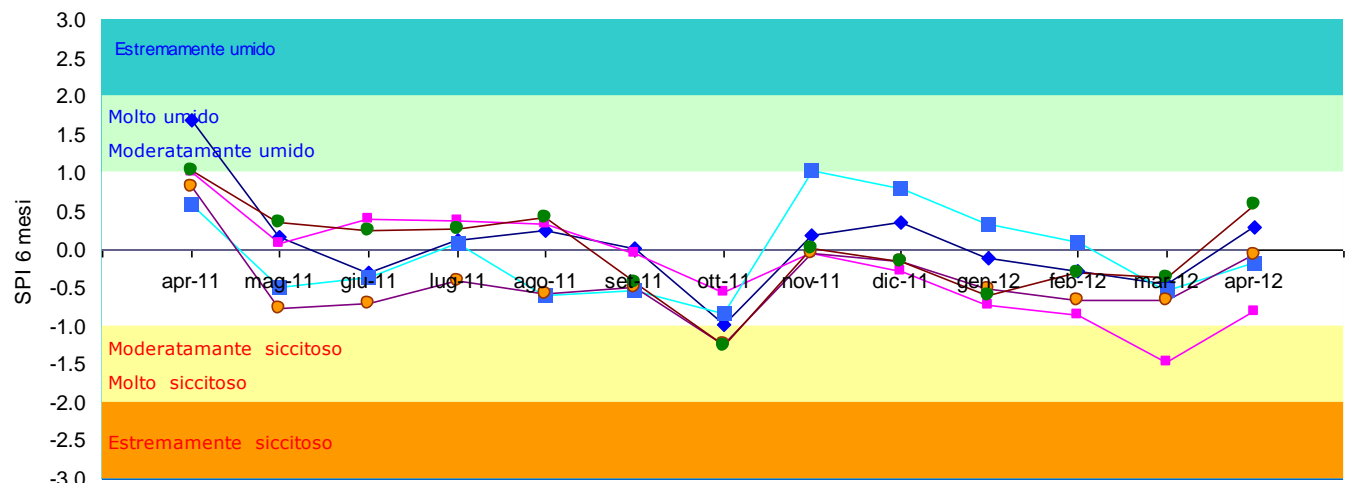 3.0
2.5
2.0
1.5
1.0
0.5
0.0
-0.5
-1.0
-1.5
-2.0
-2.5
-3.0
SPI 6 mesi
Estremamente umido
Molto umido
Moderatamante umido
apr-11 mag-11 giu-11 lug-11 ago-11 set-11 ott-11 nov-11 dic-11 gen-12 feb-12 mar-12 apr-12
Moderatamante siccitoso
Molto siccitoso
Estremamente siccitoso